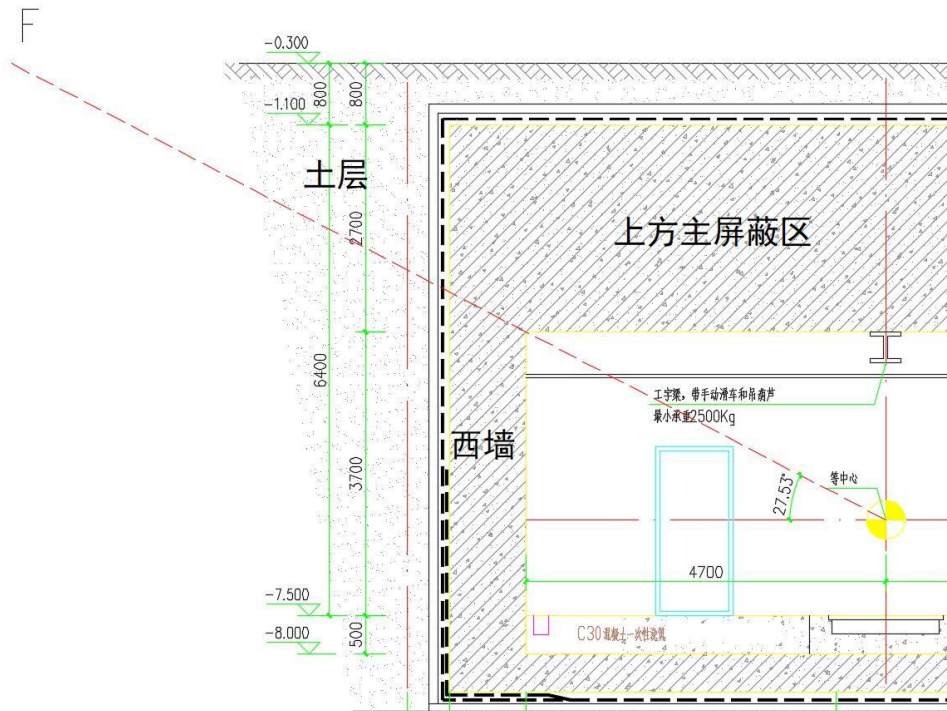 F
-0.300
800
800
-1.100
土层
2700
上方主屏蔽区
6400
工字梁，带手动滑车和吊葫芦
最小承重2500Kg
西墙
3700
27.53°
等中心
4700
-7.500
500
C30混凝土一次性浇筑
-8.000